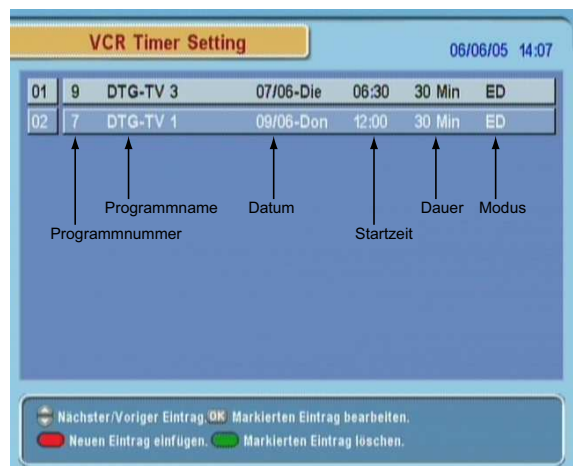 VCR Timer Setting
06/06/05 14:07
01 9 DTG-TV 3 07/06-Die 06:30 30 Min ED
02 7 DTG-TV 1 09/06-Don 12:00 30 Min ED
Programmname Datum Dauer Modus
Programmnummer Startzeit
Nächster/Voriger Eintrag. OK Markierten Eintrag bearbeiten.
Neuen Eintrag einfügen. Markierten Eintrag löschen.